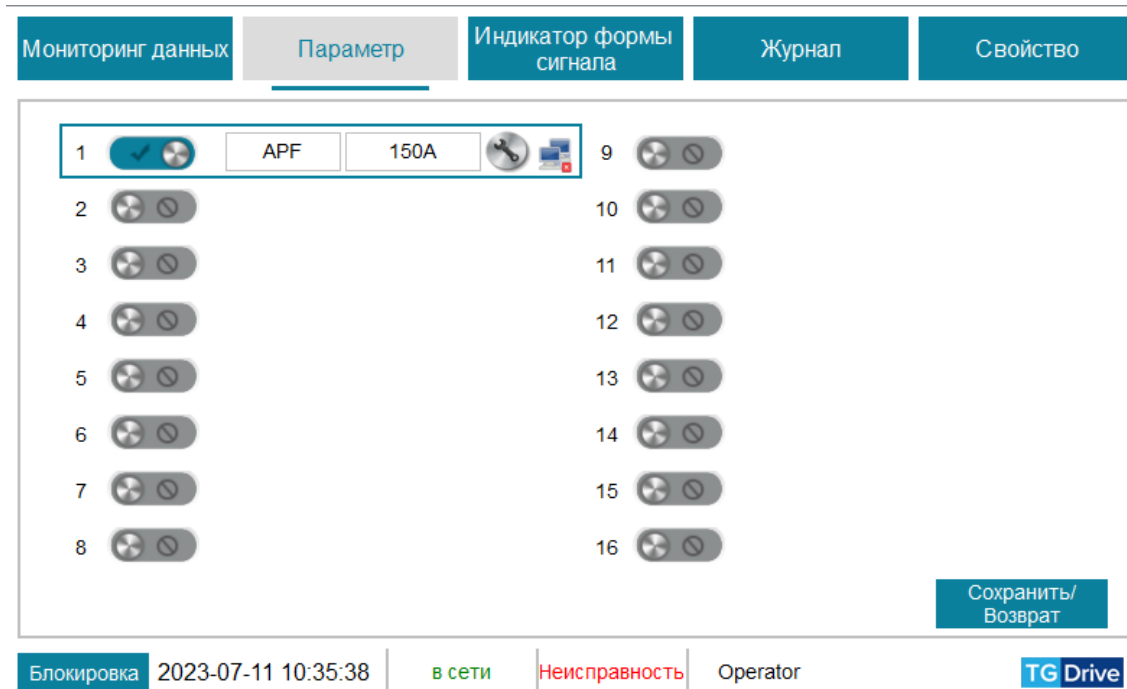 Мониторинг данных
Параметр
Индикатор формы
сигнала
Журнал
Свойство
1 APF 150A 9
2 10
3 11
4 12
5 13
6 14
7 15
8 16
Сохранить/
Возврат
Блокировка 2023-07-11 10:35:38 в сети Неисправность Operator TG Drive